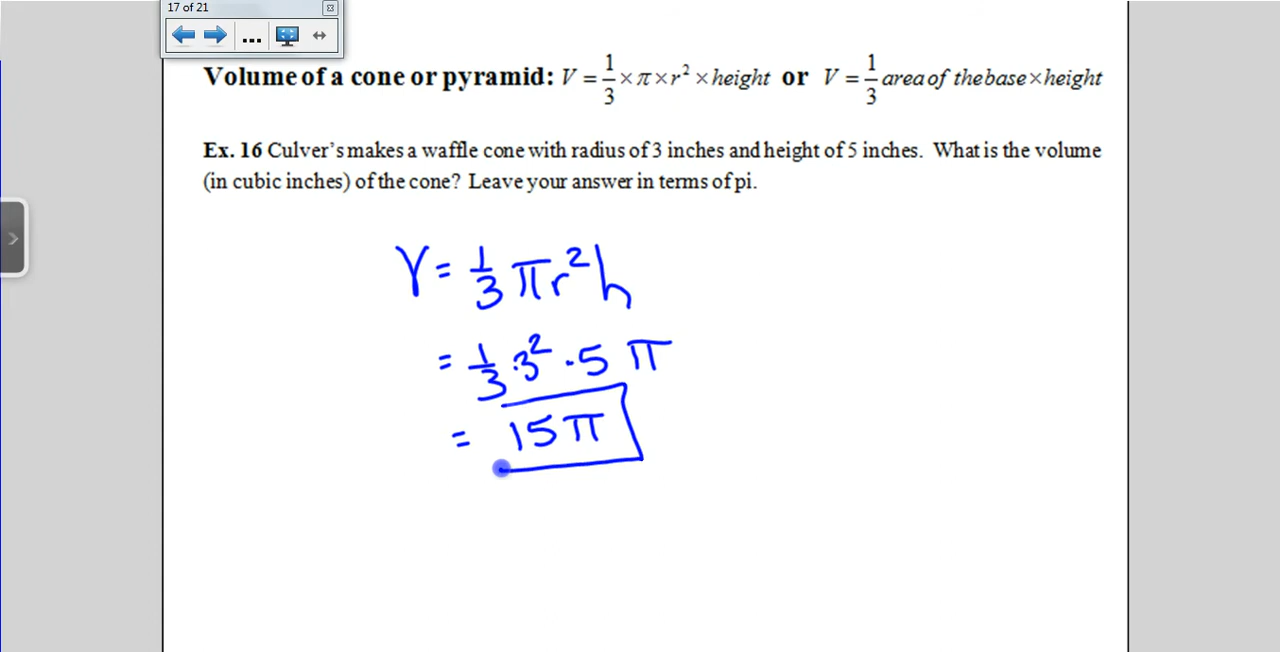 17 of 21
Volume of a cone or pyramid: V = 1/3 × π × r² × height or V = 1/3 area of the base × height
Ex. 16 Culver's makes a waffle cone with radius of 3 inches and height of 5 inches. What is the volume
(in cubic inches) of the cone? Leave your answer in terms of pi.
V = 1/3 πr²h
= 1/3 · 3² · 5 π
= 15π